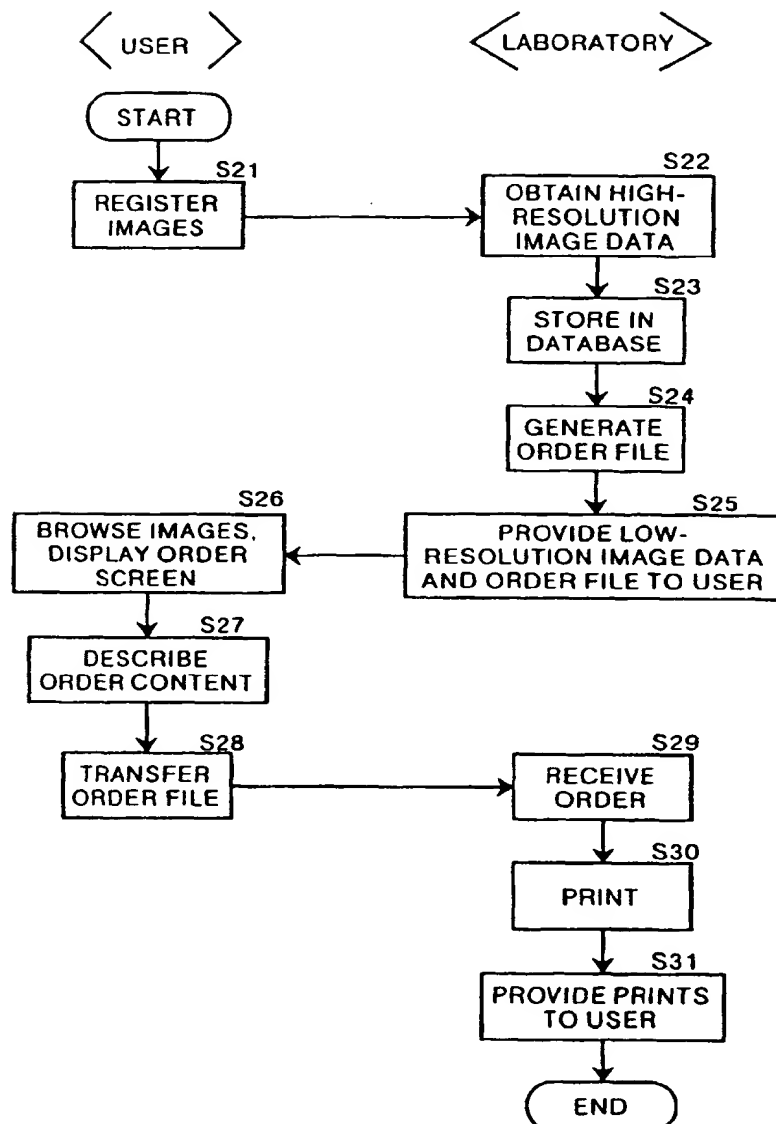 USER
LABORATORY
START
S21
REGISTER
IMAGES
S22
OBTAIN HIGH-
RESOLUTION
IMAGE DATA
S23
STORE IN
DATABASE
S24
GENERATE
ORDER FILE
S25
PROVIDE LOW-
RESOLUTION IMAGE DATA
AND ORDER FILE TO USER
S26
BROWSE IMAGES,
DISPLAY ORDER
SCREEN
S27
DESCRIBE
ORDER CONTENT
S28
TRANSFER
ORDER FILE
S29
RECEIVE
ORDER
S30
PRINT
S31
PROVIDE PRINTS
TO USER
END